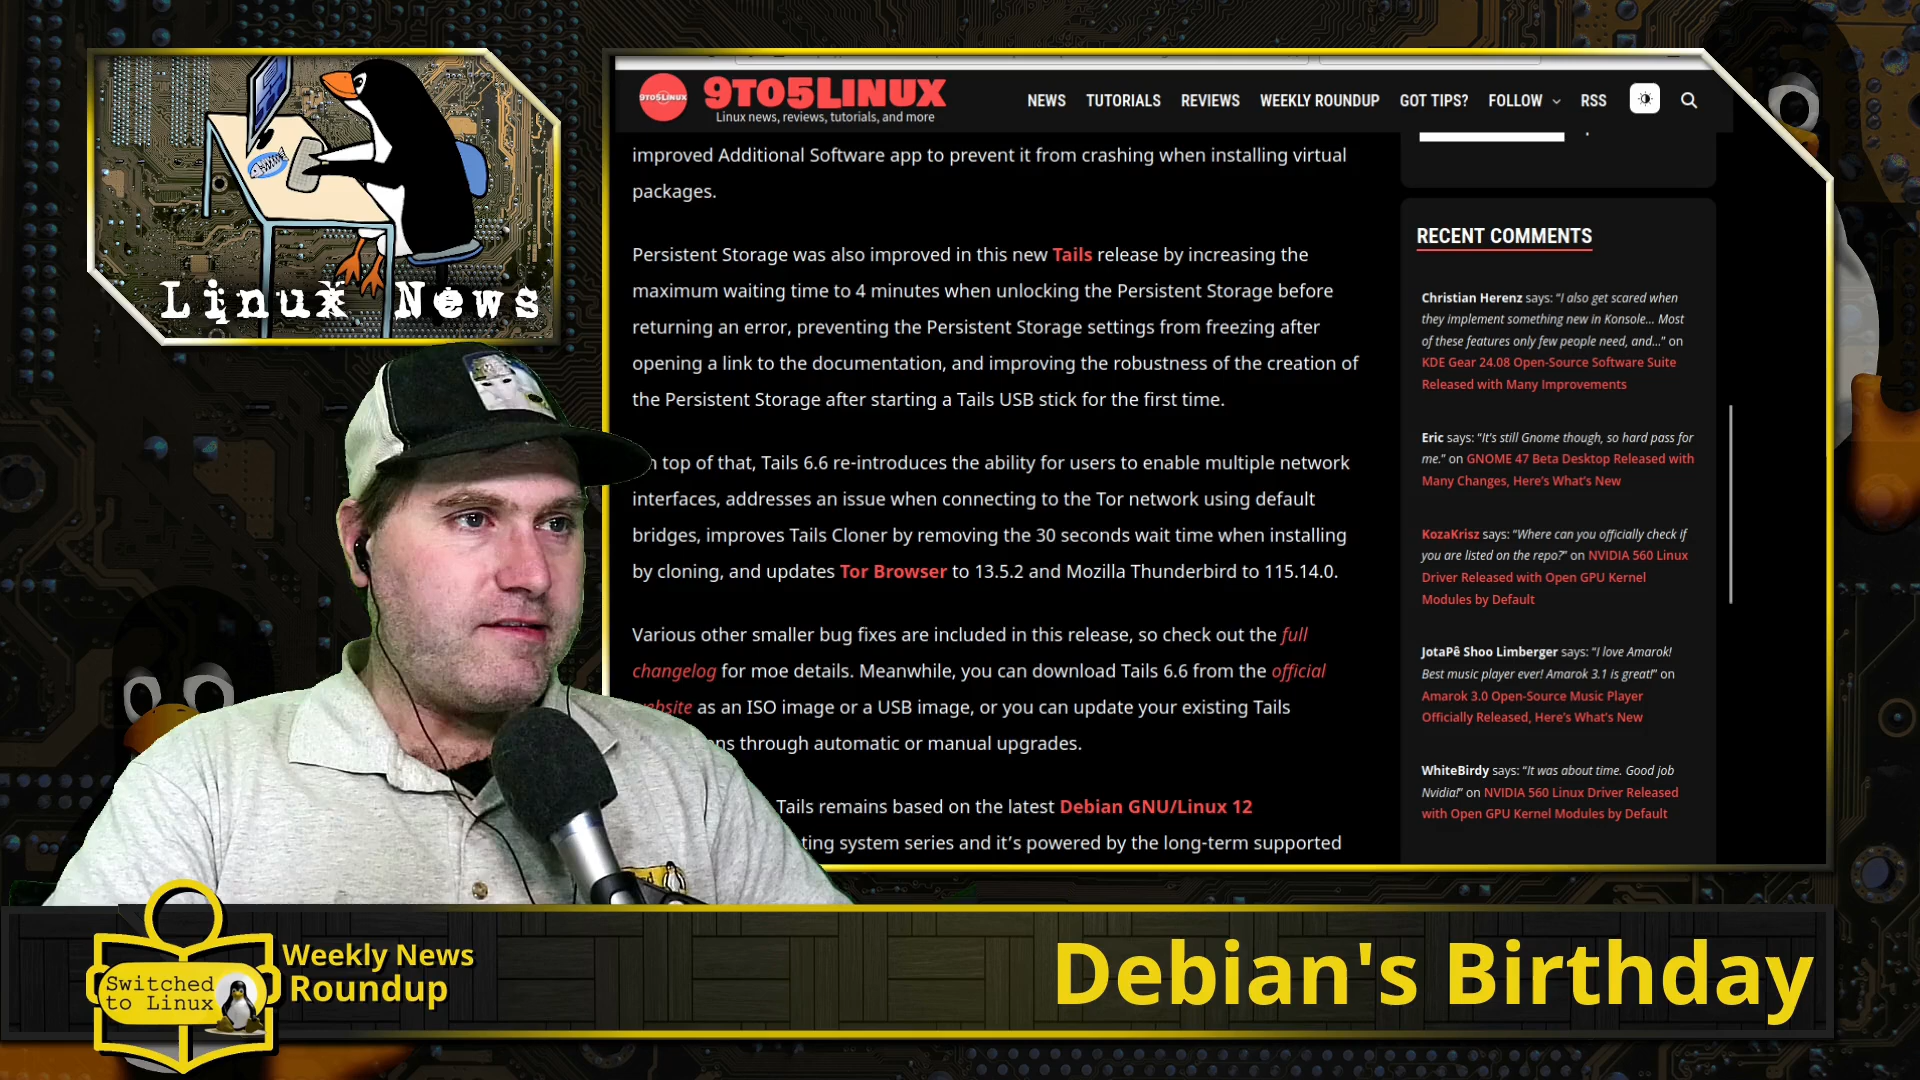 Linux News
9TO5LINUX
9TO5LINUX
Linux news, reviews, tutorials, and more
NEWS TUTORIALS REVIEWS WEEKLY ROUNDUP GOT TIPS? FOLLOW RSS
improved Additional Software app to prevent it from crashing when installing virtual
packages.
Persistent Storage was also improved in this new Tails release by increasing the
maximum waiting time to 4 minutes when unlocking the Persistent Storage before
returning an error, preventing the Persistent Storage settings from freezing after
opening a link to the documentation, and improving the robustness of the creation of
the Persistent Storage after starting a Tails USB stick for the first time.
top of that, Tails 6.6 re-introduces the ability for users to enable multiple network
interfaces, addresses an issue when connecting to the Tor network using default
bridges, improves Tails Cloner by removing the 30 seconds wait time when installing
by cloning, and updates Tor Browser to 13.5.2 and Mozilla Thunderbird to 115.14.0.
Various other smaller bug fixes are included in this release, so check out the full
changelog for moe details. Meanwhile, you can download Tails 6.6 from the official
website as an ISO image or a USB image, or you can update your existing Tails
through automatic or manual upgrades.
Tails remains based on the latest Debian GNU/Linux 12
system series and it's powered by the long-term supported
RECENT COMMENTS
Christian Herenz says: “I also get scared when
they implement something new in Konsole... Most
of these features only few people need, and...” on
KDE Gear 24.08 Open-Source Software Suite
Released with Many Improvements
Eric says: “It's still Gnome though, so hard pass for
me.” on GNOME 47 Beta Desktop Released with
Many Changes, Here's What's New
KozaKrisz says: “Where can you officially check if
you are listed on the repo?” on NVIDIA 560 Linux
Driver Released with Open GPU Kernel
Modules by Default
JotaPê Shoo Limberger says: “I love Amarok!
Best music player ever! Amarok 3.1 is great!” on
Amarok 3.0 Open-Source Music Player
Officially Released, Here's What's New
WhiteBirdy says: “It was about time. Good job
Nvidia!” on NVIDIA 560 Linux Driver Released
with Open GPU Kernel Modules by Default
Switched
to Linux
Weekly News
Roundup
Debian's Birthday